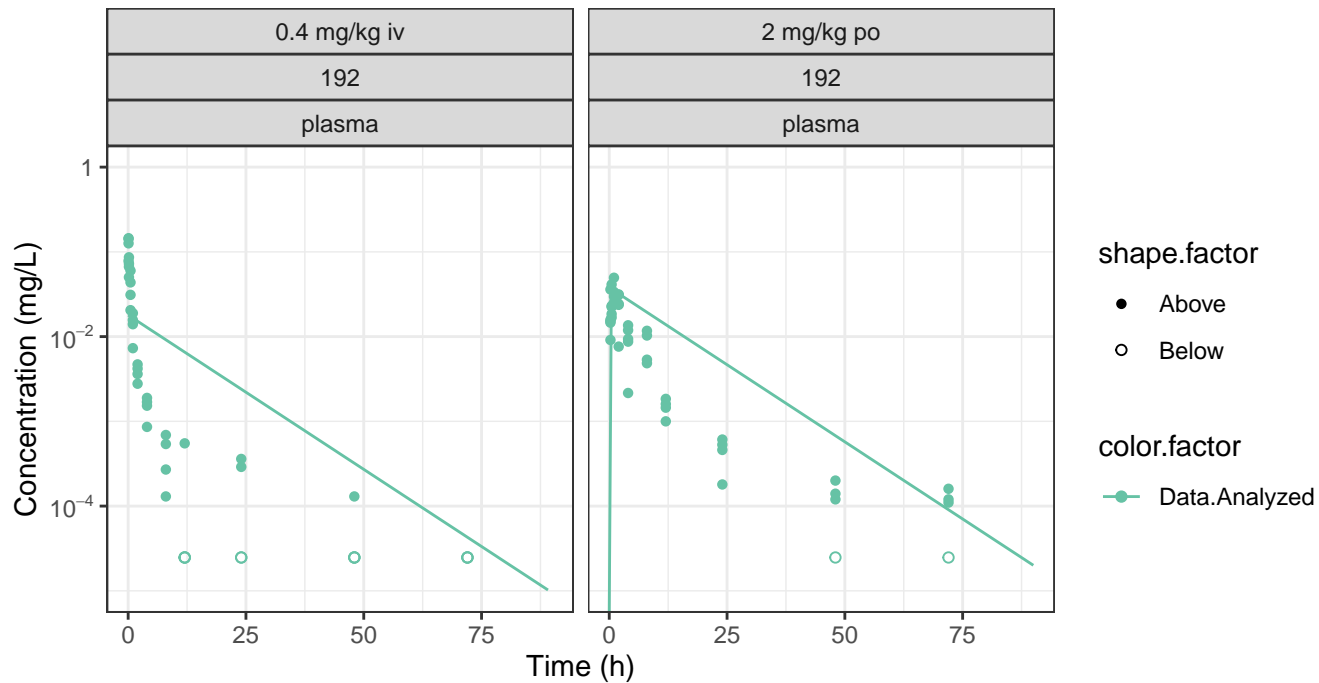 0.4 mg/kg iv
2 mg/kg po
192
192
plasma
plasma
1
10⁻²
10⁻⁴
Concentration (mg/L)
0
25
50
75
0
25
50
75
Time (h)
shape.factor
Above
Below
color.factor
Data.Analyzed